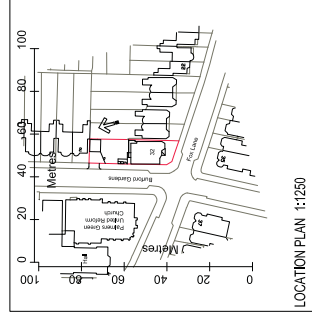 100
80
60
40
20
0
Metres
100
80
60
40
20
0
Metres
Hall
Palmers Green
United Reform
Church
Burford Gardens
Fox Lane
LOCATION PLAN 1:1250